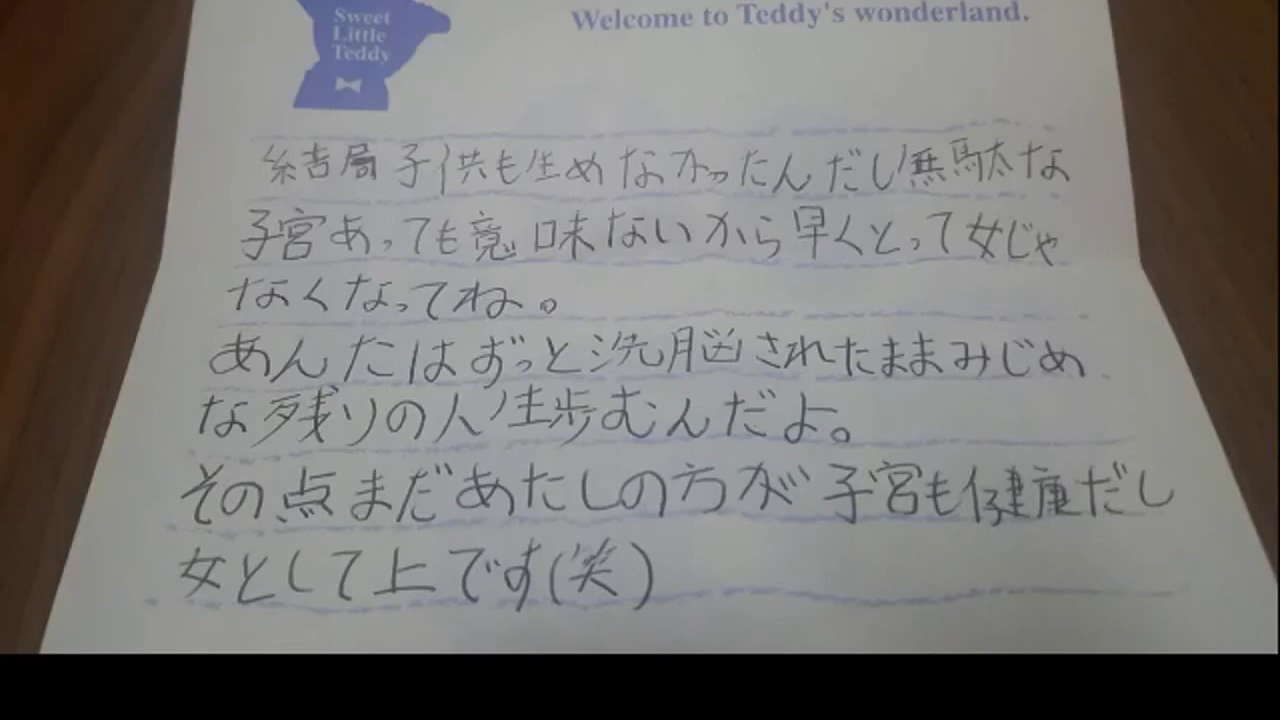 Sweet
Little
Teddy
Welcome to Teddy's wonderland.
結局子供も生めなかったんだし無駄な
子宮あっても意味ないから早くとって女じゃ
なくなってね。
あんたはずっと洗脳されたままみじめ
な残りの人生歩むんだよ。
その点まだあたしの方が子宮も健康だし
女として上です(笑)